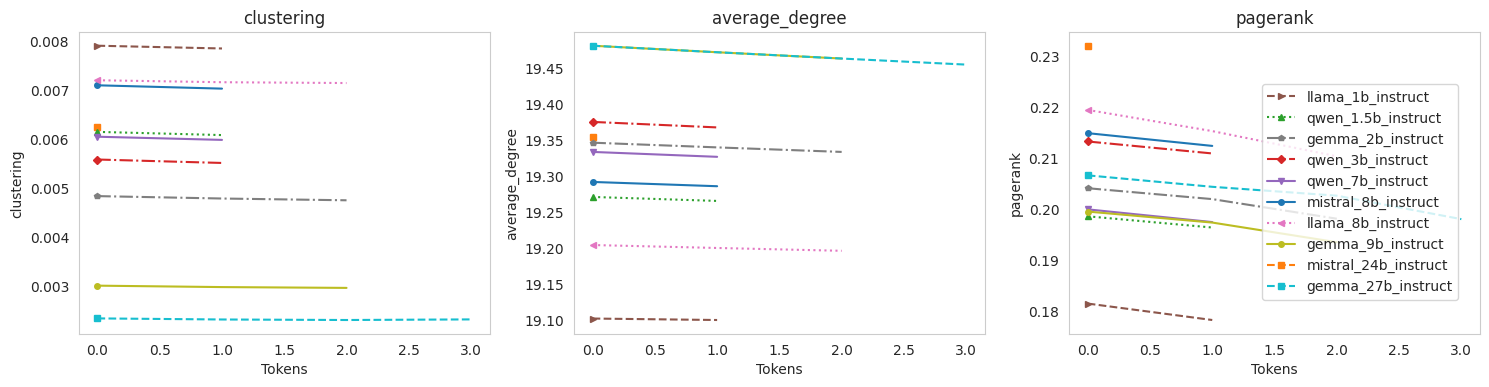 clustering
clustering
0.008
0.007
0.006
0.005
0.004
0.003
0.0
0.5
1.0
1.5
2.0
2.5
3.0
Tokens
average_degree
average_degree
19.45
19.40
19.35
19.30
19.25
19.20
19.15
19.10
0.0
0.5
1.0
1.5
2.0
2.5
3.0
Tokens
pagerank
pagerank
0.23
0.22
0.21
0.20
0.19
0.18
0.0
0.5
1.0
1.5
2.0
2.5
3.0
Tokens
llama_1b_instruct
qwen_1.5b_instruct
gemma_2b_instruct
qwen_3b_instruct
qwen_7b_instruct
mistral_8b_instruct
llama_8b_instruct
gemma_9b_instruct
mistral_24b_instruct
gemma_27b_instruct